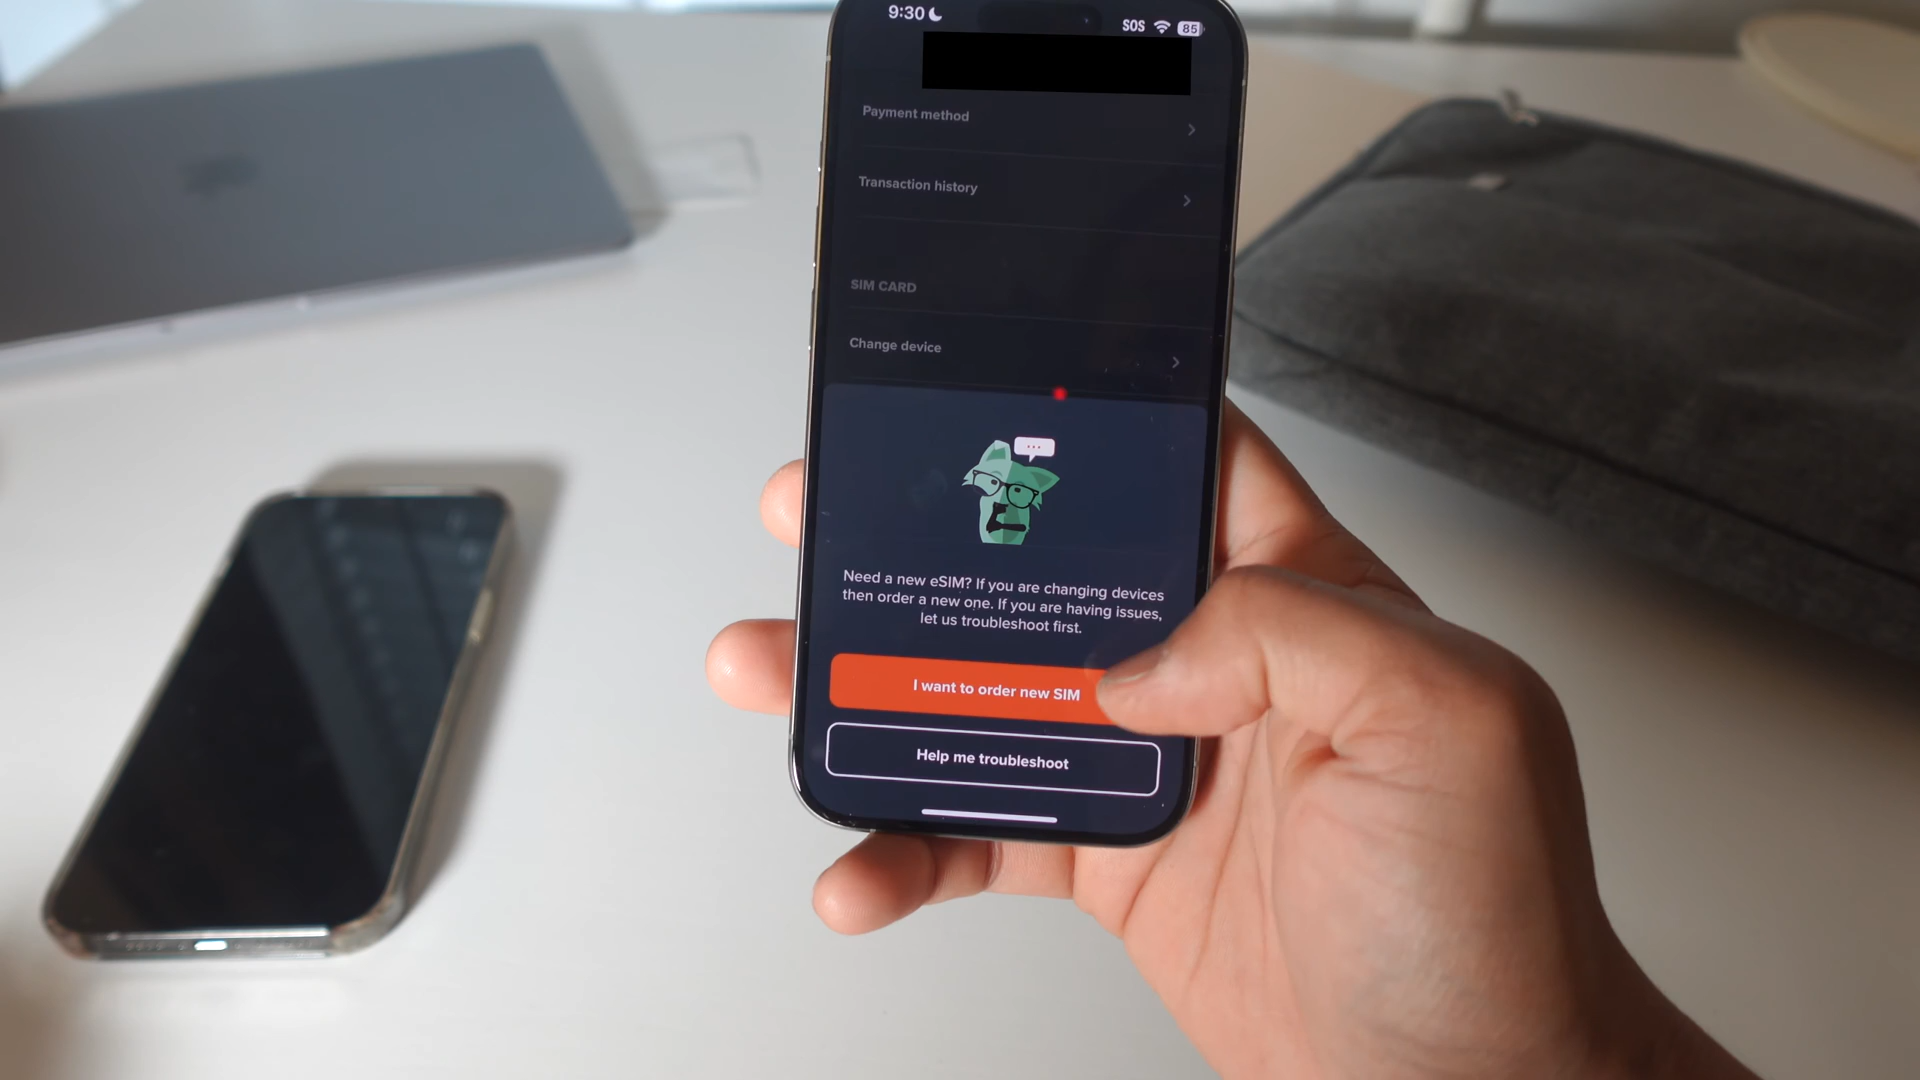 9:30
SOS
85
Payment method
Transaction history
SIM CARD
Change device
Need a new eSIM? If you are changing devices
then order a new one. If you are having issues,
let us troubleshoot first.
I want to order new SIM
Help me troubleshoot